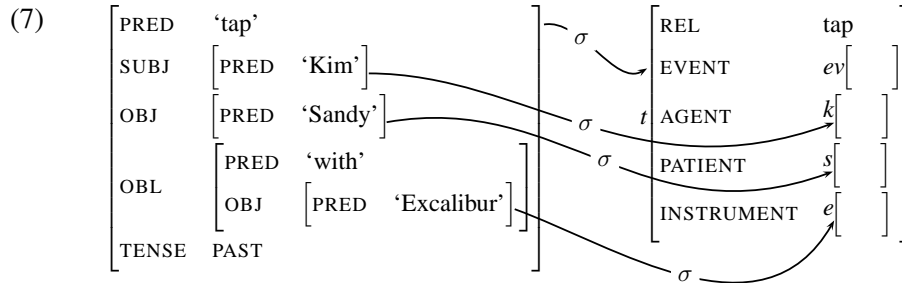 (7)
PRED ‘tap’ σ REL tap
SUBJ [PRED ‘Kim’] EVENT ev[ ]
OBJ [PRED ‘Sandy’] σ t AGENT k[ ]
PRED ‘with’ σ PATIENT s[ ]
OBL
OBJ [PRED ‘Excalibur’] INSTRUMENT e[ ]
TENSE PAST σ